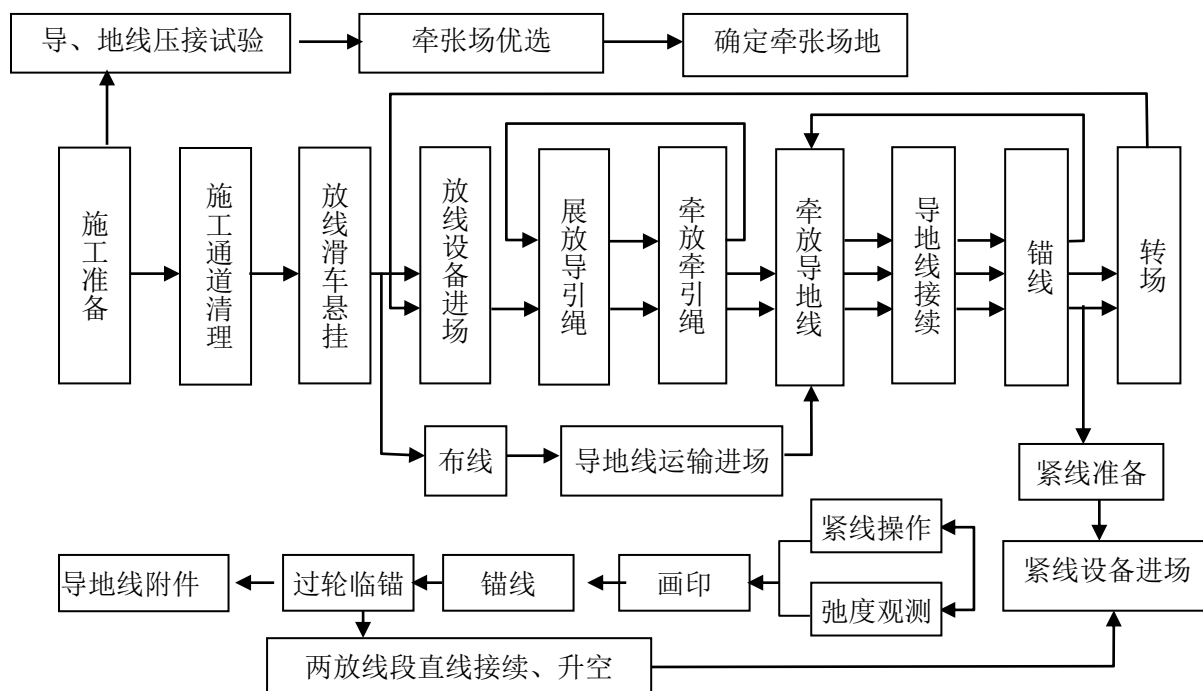 导、地线压接试验
牵张场优选
确定牵张场地
施工准备
施工通道清理
放线滑车悬挂
放线设备进场
展放导引绳
牵放牵引绳
牵放导地线
导地线接续
锚线
转场
布线
导地线运输进场
紧线准备
紧线操作
导地线附件
过轮临锚
锚线
画印
弛度观测
紧线设备进场
两放线段直线接续、升空